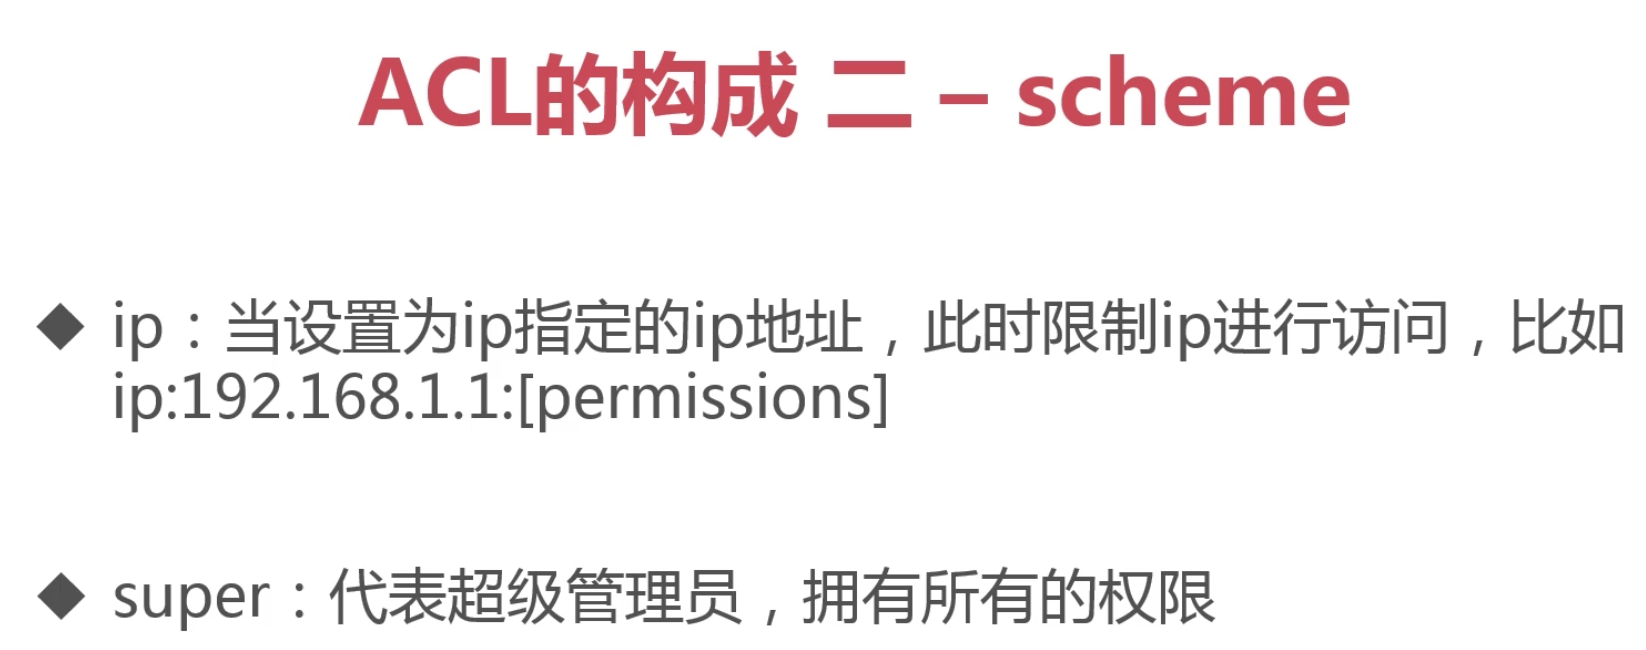 ACL的构成 二 – scheme
◆ ip：当设置为ip指定的ip地址，此时限制ip进行访问，比如
ip:192.168.1.1:[permissions]
◆ super：代表超级管理员，拥有所有的权限